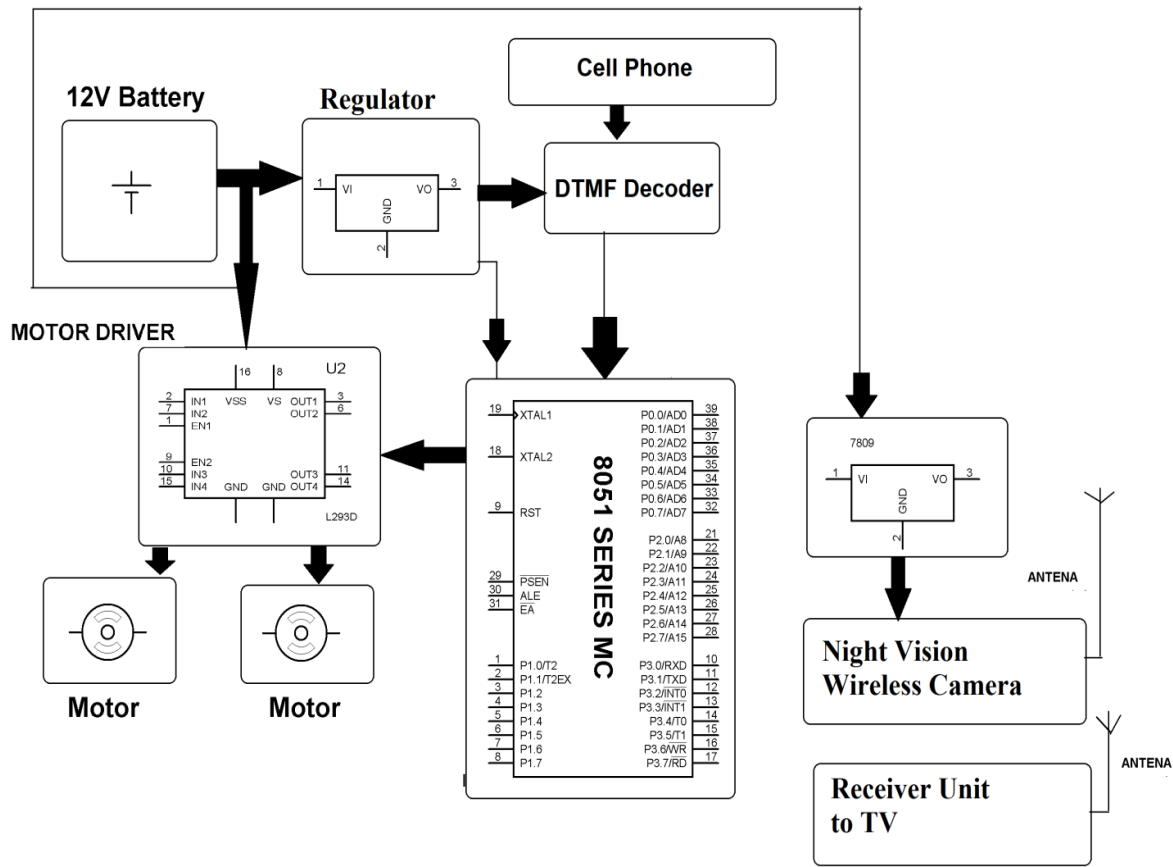 Cell Phone
12V Battery
Regulator
1
VI
VO
3
GND
2
DTMF Decoder
MOTOR DRIVER
U2
16
8
2
IN1
VSS
VS
OUT1
3
7
IN2
OUT2
6
1
EN1
9
EN2
10
IN3
OUT3
11
15
IN4
GND
GND
OUT4
14
L293D
Motor
Motor
19
XTAL1
18
XTAL2
9
RST
29
PSEN
30
ALE
31
EA
1
P1.0/T2
2
P1.1/T2EX
3
P1.2
4
P1.3
5
P1.4
6
P1.5
7
P1.6
8
P1.7
8051 SERIES MC
P0.0/AD0
39
P0.1/AD1
38
P0.2/AD2
37
P0.3/AD3
36
P0.4/AD4
35
P0.5/AD5
34
P0.6/AD6
33
P0.7/AD7
32
P2.0/A8
21
P2.1/A9
22
P2.2/A10
23
P2.3/A11
24
P2.4/A12
25
P2.5/A13
26
P2.6/A14
27
P2.7/A15
28
P3.0/RXD
10
P3.1/TXD
11
P3.2/INT0
12
P3.3/INT1
13
P3.4/T0
14
P3.5/T1
15
P3.6/WR
16
P3.7/RD
17
7809
1
VI
VO
3
GND
2
ANTENA
Night Vision
Wireless Camera
ANTENA
Receiver Unit
to TV